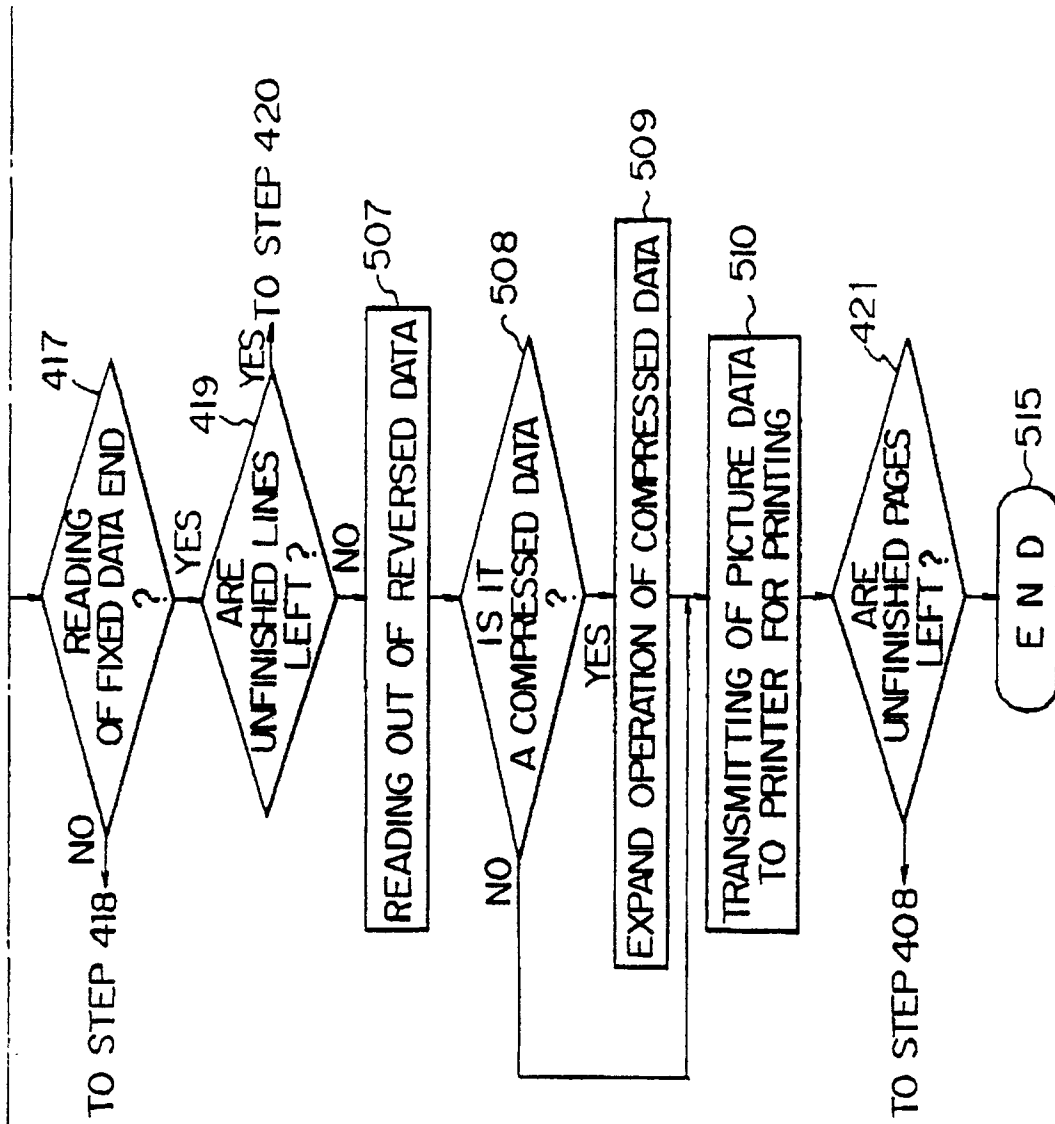 417
READING
OF FIXED DATA END
?
NO
TO STEP 418
YES
419
ARE
UNFINISHED LINES
LEFT ?
YES
TO STEP 420
NO
507
READING OUT OF REVERSED DATA
508
IS IT
A COMPRESSED DATA
?
NO
YES
509
EXPAND OPERATION OF COMPRESSED DATA
510
TRANSMITTING OF PICTURE DATA
TO PRINTER FOR PRINTING
421
ARE
UNFINISHED PAGES
LEFT ?
TO STEP 408
515
END